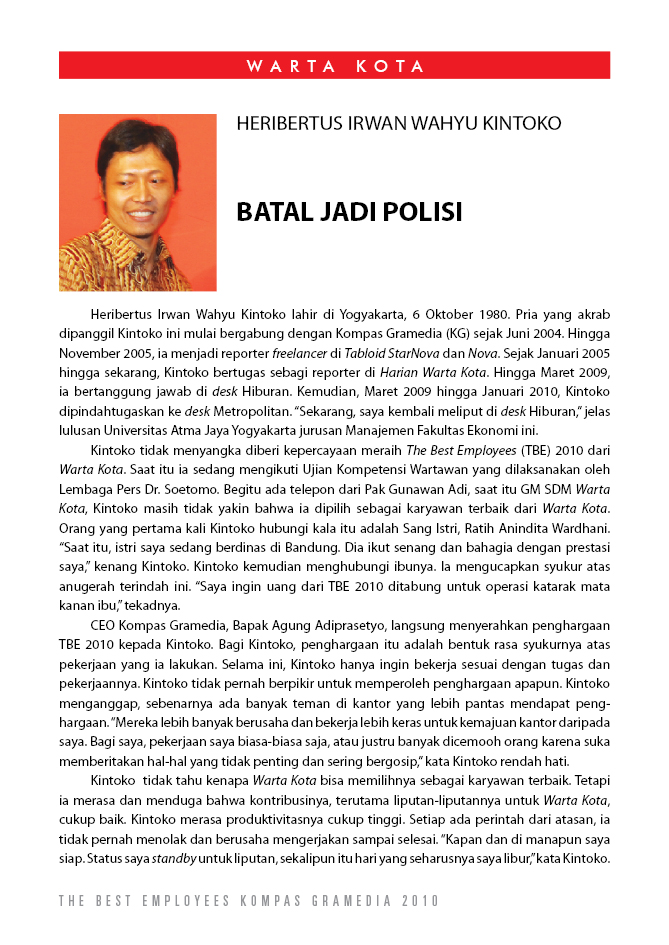 WARTA KOTA
HERIBERTUS IRWAN WAHYU KINTOKO
BATAL JADI POLISI
Heribertus Irwan Wahyu Kintoko lahir di Yogyakarta, 6 Oktober 1980. Pria yang akrab
dipanggil Kintoko ini mulai bergabung dengan Kompas Gramedia (KG) sejak Juni 2004. Hingga
November 2005, ia menjadi reporter freelancer di Tabloid StarNova dan Nova. Sejak Januari 2005
hingga sekarang, Kintoko bertugas sebagi reporter di Harian Warta Kota. Hingga Maret 2009,
ia bertanggung jawab di desk Hiburan. Kemudian, Maret 2009 hingga Januari 2010, Kintoko
dipindahtugaskan ke desk Metropolitan. “Sekarang, saya kembali meliput di desk Hiburan,” jelas
lulusan Universitas Atma Jaya Yogyakarta jurusan Manajemen Fakultas Ekonomi ini.
Kintoko tidak menyangka diberi kepercayaan meraih The Best Employees (TBE) 2010 dari
Warta Kota. Saat itu ia sedang mengikuti Ujian Kompetensi Wartawan yang dilaksanakan oleh
Lembaga Pers Dr. Soetomo. Begitu ada telepon dari Pak Gunawan Adi, saat itu GM SDM Warta
Kota, Kintoko masih tidak yakin bahwa ia dipilih sebagai karyawan terbaik dari Warta Kota.
Orang yang pertama kali Kintoko hubungi kala itu adalah Sang Istri, Ratih Anindita Wardhani.
“Saat itu, istri saya sedang berdinas di Bandung. Dia ikut senang dan bahagia dengan prestasi
saya,” kenang Kintoko. Kintoko kemudian menghubungi ibunya. Ia mengucapkan syukur atas
anugerah terindah ini. “Saya ingin uang dari TBE 2010 ditabung untuk operasi katarak mata
kanan ibu,” tekadnya.
CEO Kompas Gramedia, Bapak Agung Adiprasetyo, langsung menyerahkan penghargaan
TBE 2010 kepada Kintoko. Bagi Kintoko, penghargaan itu adalah bentuk rasa syukurnya atas
pekerjaan yang ia lakukan. Selama ini, Kintoko hanya ingin bekerja sesuai dengan tugas dan
pekerjaannya. Kintoko tidak pernah berpikir untuk memperoleh penghargaan apapun. Kintoko
menganggap, sebenarnya ada banyak teman di kantor yang lebih pantas mendapat peng-
hargaan. “Mereka lebih banyak berusaha dan bekerja lebih keras untuk kemajuan kantor daripada
saya. Bagi saya, pekerjaan saya biasa-biasa saja, atau justru banyak dicemooh orang karena suka
memberitakan hal-hal yang tidak penting dan sering bergosip,” kata Kintoko rendah hati.
Kintoko tidak tahu kenapa Warta Kota bisa memilihnya sebagai karyawan terbaik. Tetapi
ia merasa dan menduga bahwa kontribusinya, terutama liputan-liputannya untuk Warta Kota,
cukup baik. Kintoko merasa produktivitasnya cukup tinggi. Setiap ada perintah dari atasan, ia
tidak pernah menolak dan berusaha mengerjakan sampai selesai. “Kapan dan di manapun saya
siap. Status saya standby untuk liputan, sekalipun itu hari yang seharusnya saya libur,” kata Kintoko.
THE BEST EMPLOYEES KOMPAS GRAMEDIA 2010